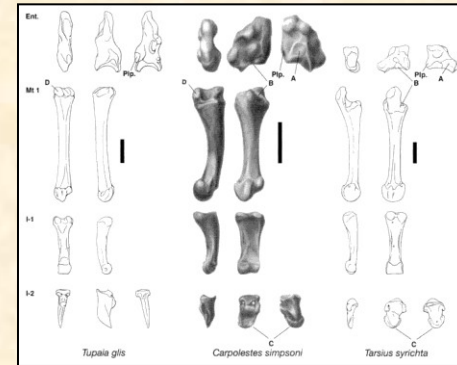 Ent.
Plp. Plp. Plp.
B A B A
Mt 1 D D
I-1
I-2
C C
Tupaia glis Carpolestes simpsoni Tarsius syrichta